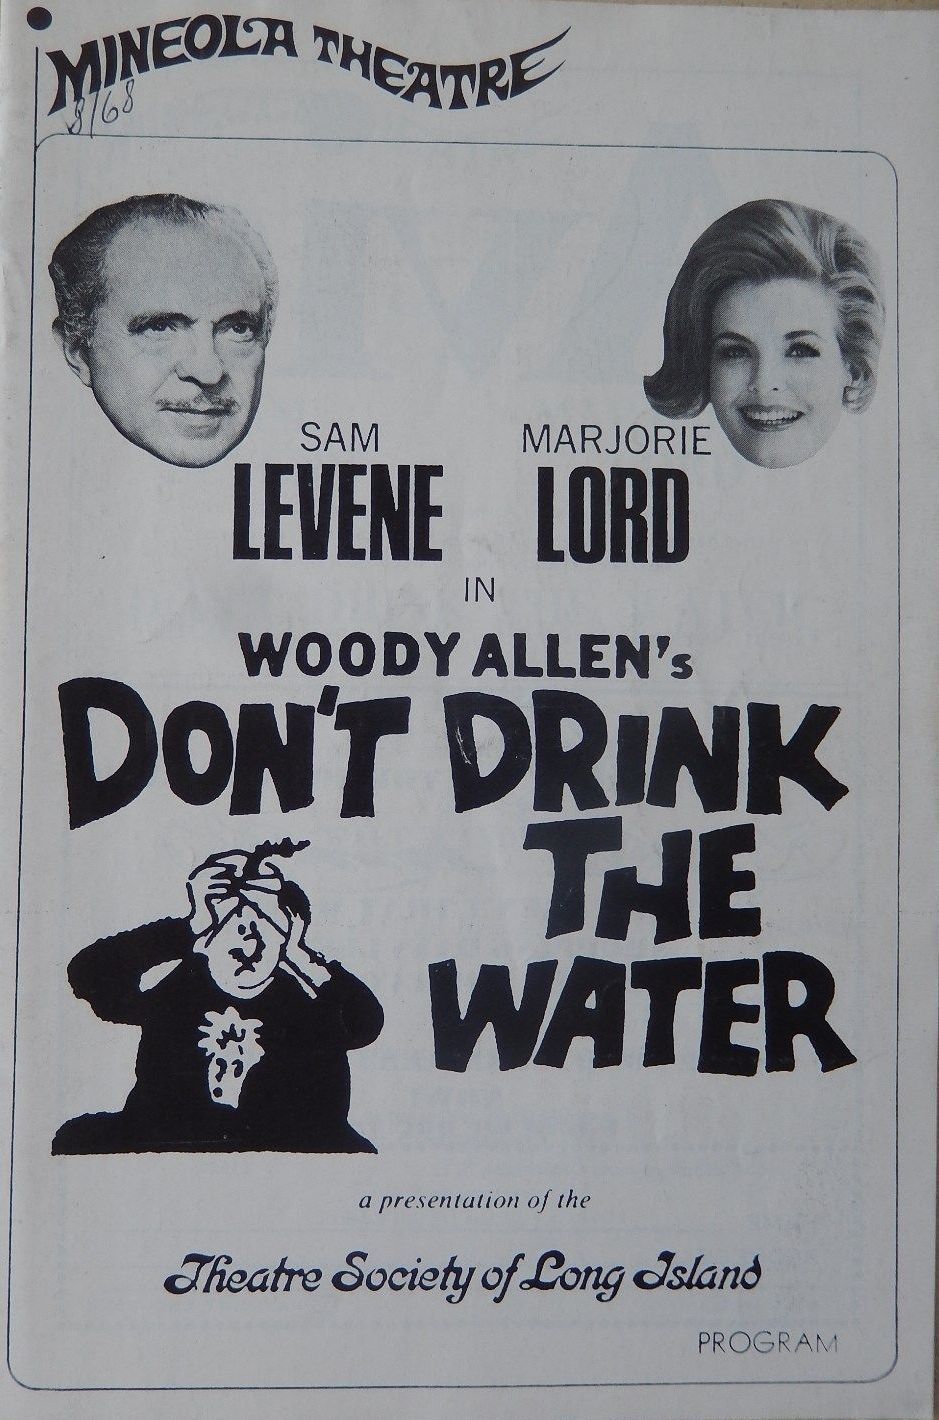 MINEOLA THEATRE
8/68
SAM MARJORIE
LEVENE LORD
IN
WOODY ALLEN's
DON'T DRINK
THE
WATER
a presentation of the
Theatre Society of Long Island
PROGRAM